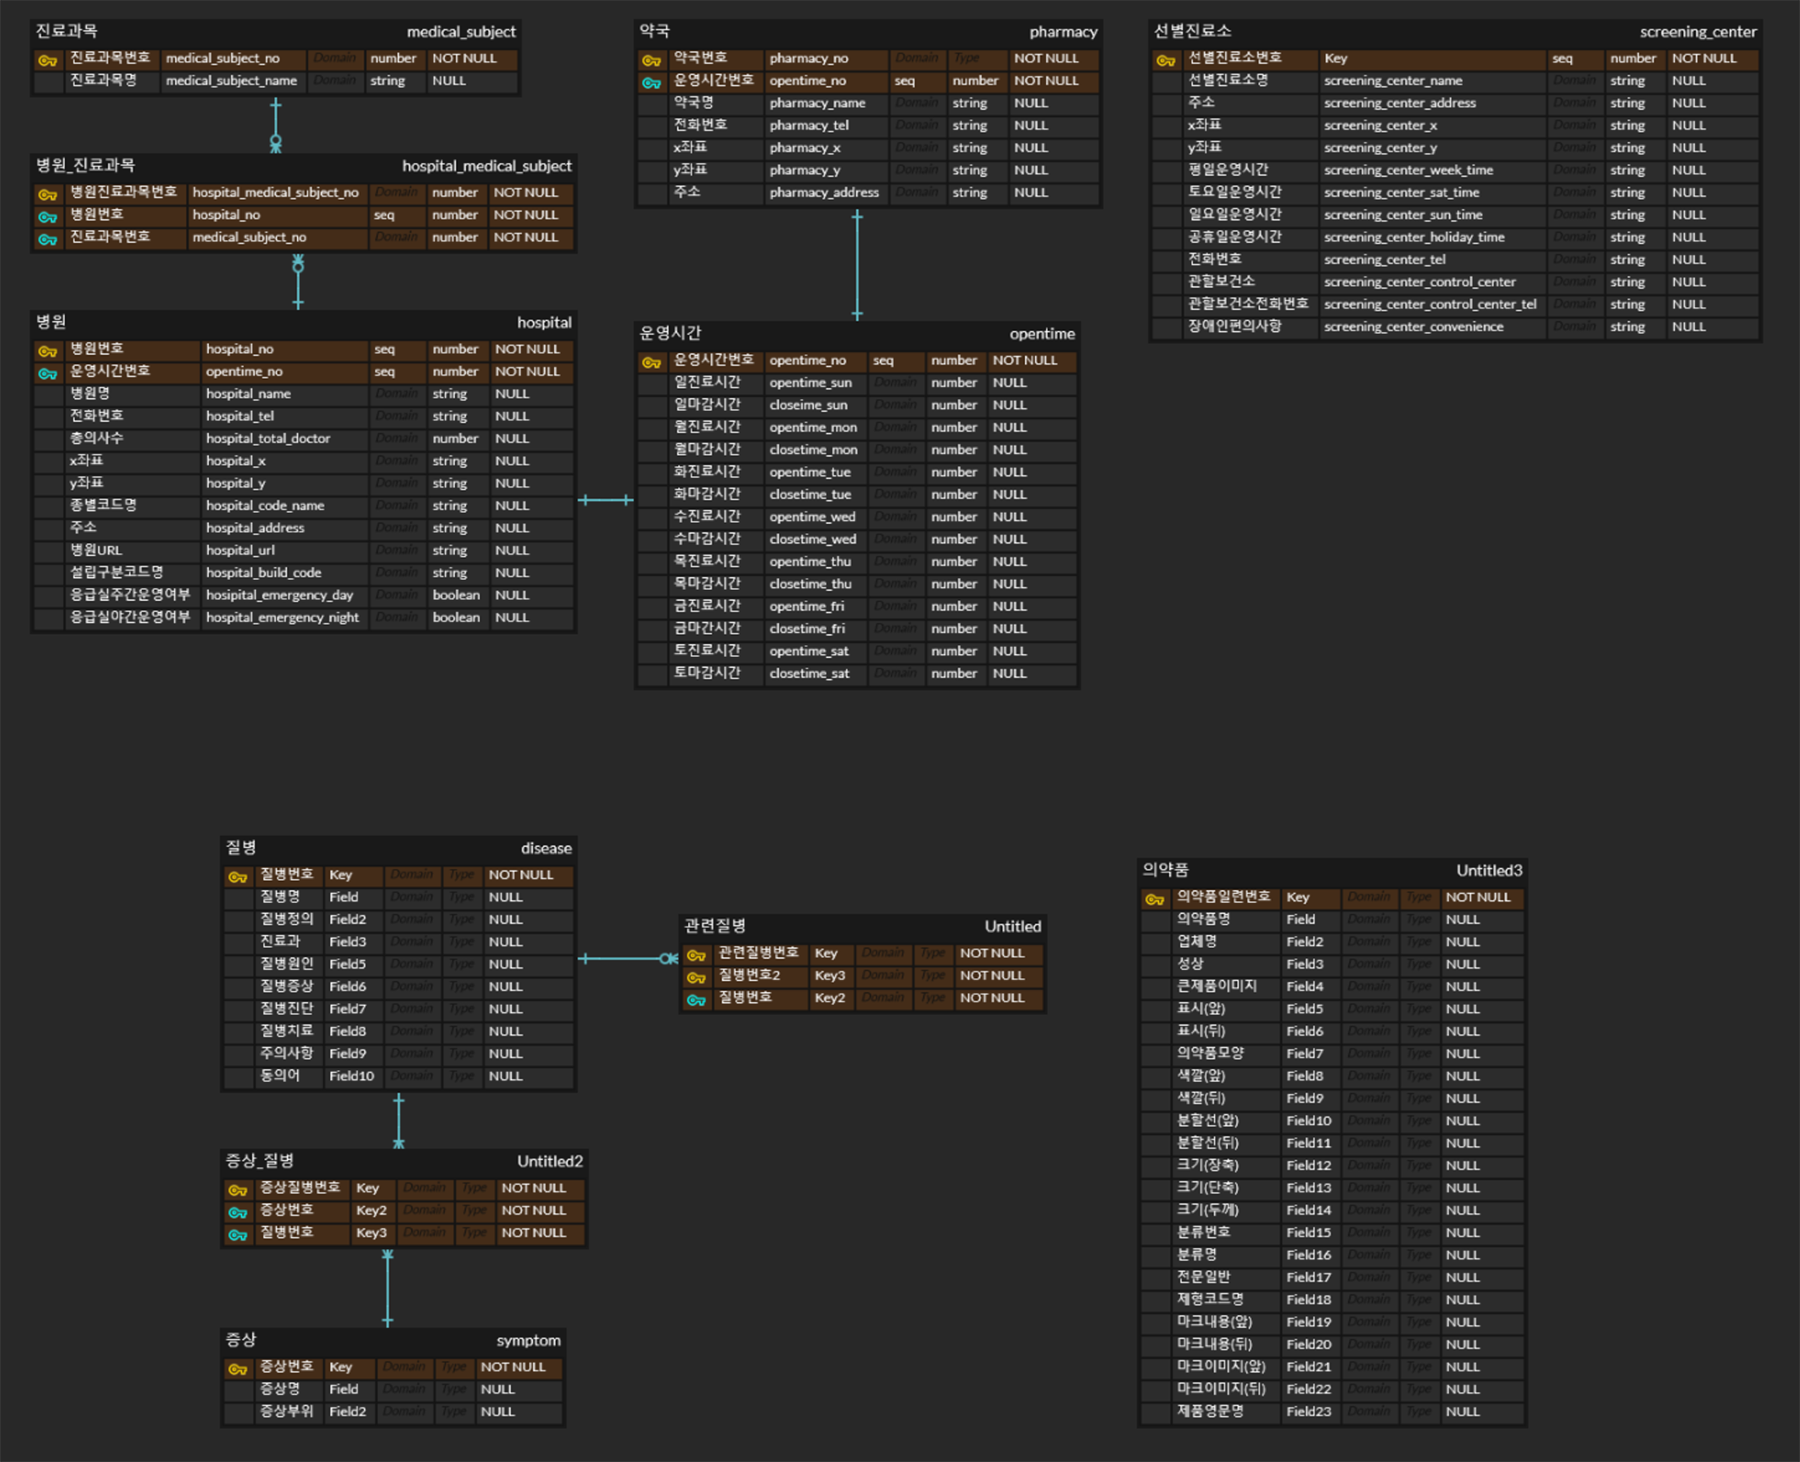 진료과목 medical_subject
진료과목번호 medical_subject_no Domain number NOT NULL
진료과목명 medical_subject_name Domain string NULL
병원_진료과목 hospital_medical_subject
병원진료과목번호 hospital_medical_subject_no Domain number NOT NULL
병원번호 hospital_no seq number NOT NULL
진료과목번호 medical_subject_no Domain number NOT NULL
병원 hospital
병원번호 hospital_no seq number NOT NULL
운영시간번호 opentime_no seq number NOT NULL
병원명 hospital_name Domain string NULL
전화번호 hospital_tel Domain string NULL
총의사수 hospital_total_doctor Domain number NULL
x좌표 hospital_x Domain string NULL
y좌표 hospital_y Domain string NULL
종별코드명 hospital_code_name Domain string NULL
주소 hospital_address Domain string NULL
병원URL hospital_url Domain string NULL
설립구분코드명 hospital_build_code Domain string NULL
응급실주간운영여부 hosipital_emergency_day Domain boolean NULL
응급실야간운영여부 hospital_emergency_night Domain boolean NULL
약국 pharmacy
약국번호 pharmacy_no Domain Type NOT NULL
운영시간번호 opentime_no seq number NOT NULL
약국명 pharmacy_name Domain string NULL
전화번호 pharmacy_tel Domain string NULL
x좌표 pharmacy_x Domain string NULL
y좌표 pharmacy_y Domain string NULL
주소 pharmacy_address Domain string NULL
운영시간 opentime
운영시간번호 opentime_no seq number NOT NULL
일진료시간 opentime_sun Domain number NULL
일마감시간 closeime_sun Domain number NULL
월진료시간 opentime_mon Domain number NULL
월마감시간 closetime_mon Domain number NULL
화진료시간 opentime_tue Domain number NULL
화마감시간 closetime_tue Domain number NULL
수진료시간 opentime_wed Domain number NULL
수마감시간 closetime_wed Domain number NULL
목진료시간 opentime_thu Domain number NULL
목마감시간 closetime_thu Domain number NULL
금진료시간 opentime_fri Domain number NULL
금마간시간 closetime_fri Domain number NULL
토진료시간 opentime_sat Domain number NULL
토마감시간 closetime_sat Domain number NULL
선별진료소 screening_center
선별진료소번호 Key seq number NOT NULL
선별진료소명 screening_center_name Domain string NULL
주소 screening_center_address Domain string NULL
x좌표 screening_center_x Domain string NULL
y좌표 screening_center_y Domain string NULL
평일운영시간 screening_center_week_time Domain string NULL
토요일운영시간 screening_center_sat_time Domain string NULL
일요일운영시간 screening_center_sun_time Domain string NULL
공휴일운영시간 screening_center_holiday_time Domain string NULL
전화번호 screening_center_tel Domain string NULL
관할보건소 screening_center_control_center Domain string NULL
관할보건소전화번호 screening_center_control_center_tel Domain string NULL
장애인편의사항 screening_center_convenience Domain string NULL
질병 disease
질병번호 Key Domain Type NOT NULL
질병명 Field Domain Type NULL
질병정의 Field2 Domain Type NULL
진료과 Field3 Domain Type NULL
질병원인 Field5 Domain Type NULL
질병증상 Field6 Domain Type NULL
질병진단 Field7 Domain Type NULL
질병치료 Field8 Domain Type NULL
주의사항 Field9 Domain Type NULL
동의어 Field10 Domain Type NULL
관련질병 Untitled
관련질병번호 Key Domain Type NOT NULL
질병번호2 Key3 Domain Type NOT NULL
질병번호 Key2 Domain Type NOT NULL
증상_질병 Untitled2
증상질병번호 Key Domain Type NOT NULL
증상번호 Key2 Domain Type NOT NULL
질병번호 Key3 Domain Type NOT NULL
증상 symptom
증상번호 Key Domain Type NOT NULL
증상명 Field Domain Type NULL
증상부위 Field2 Domain Type NULL
의약품 Untitled3
의약품일련번호 Key Domain Type NOT NULL
의약품명 Field Domain Type NULL
업체명 Field2 Domain Type NULL
성상 Field3 Domain Type NULL
큰제품이미지 Field4 Domain Type NULL
표시(앞) Field5 Domain Type NULL
표시(뒤) Field6 Domain Type NULL
의약품모양 Field7 Domain Type NULL
색깔(앞) Field8 Domain Type NULL
색깔(뒤) Field9 Domain Type NULL
분할선(앞) Field10 Domain Type NULL
분할선(뒤) Field11 Domain Type NULL
크기(장축) Field12 Domain Type NULL
크기(단축) Field13 Domain Type NULL
크기(두께) Field14 Domain Type NULL
분류번호 Field15 Domain Type NULL
분류명 Field16 Domain Type NULL
전문일반 Field17 Domain Type NULL
제형코드명 Field18 Domain Type NULL
마크내용(앞) Field19 Domain Type NULL
마크내용(뒤) Field20 Domain Type NULL
마크이미지(앞) Field21 Domain Type NULL
마크이미지(뒤) Field22 Domain Type NULL
제품영문명 Field23 Domain Type NULL